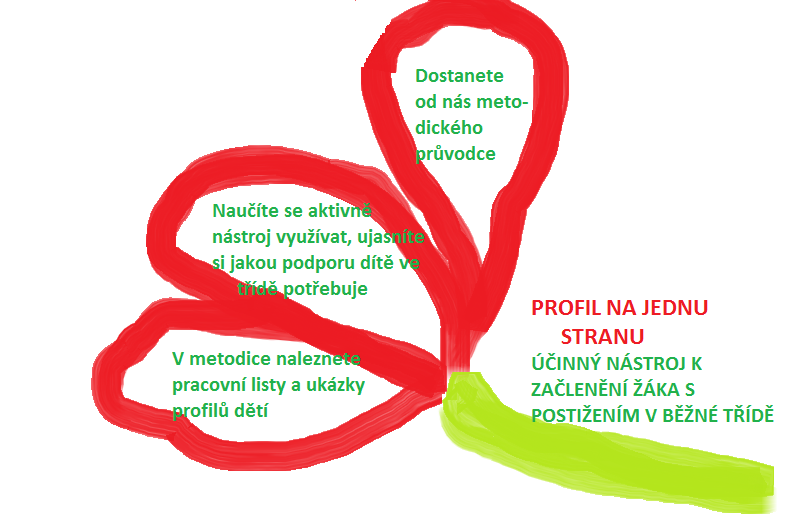 Dostanete
od nás meto-
dického
průvodce
Naučíte se aktivně
nástroj využívat, ujasníte
si jakou podporu dítě ve
třídě potřebuje
V metodice naleznete
pracovní listy a ukázky
profilů dětí
PROFIL NA JEDNU
STRANU
ÚČINNÝ NÁSTROJ K
ZAČLENĚNÍ ŽÁKA S
POSTIŽENÍM V BĚŽNÉ TŘÍDĚ